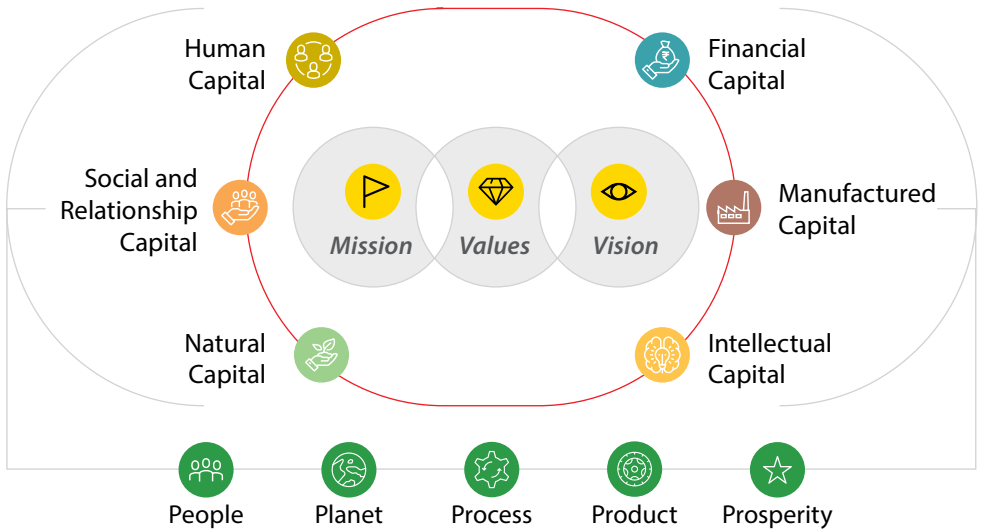 Human
Capital
Financial
Capital
Social and
Relationship
Capital
Mission
Values
Vision
Manufactured
Capital
Natural
Capital
Intellectual
Capital
People
Planet
Process
Product
Prosperity